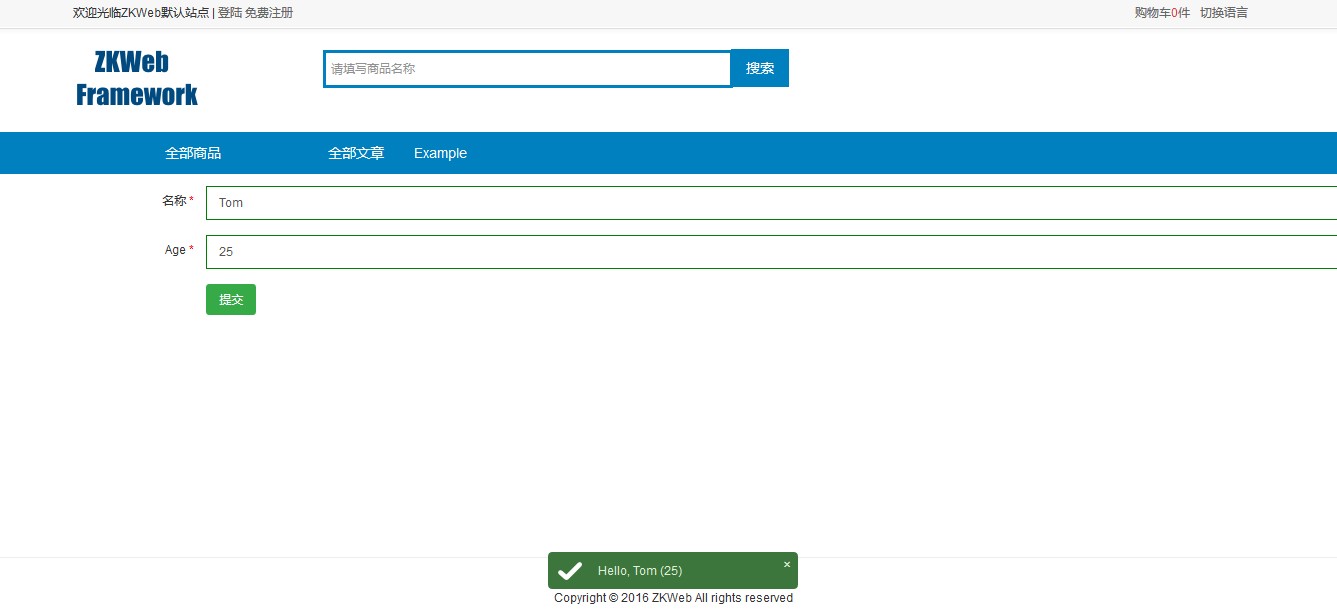 欢迎光临ZKWeb默认站点 | 登陆 免费注册 购物车0件 切换语言
ZKWeb
Framework
请填写商品名称 搜索
全部商品 全部文章 Example
名称 * Tom
Age * 25
提交
Hello, Tom (25) ×
Copyright © 2016 ZKWeb All rights reserved